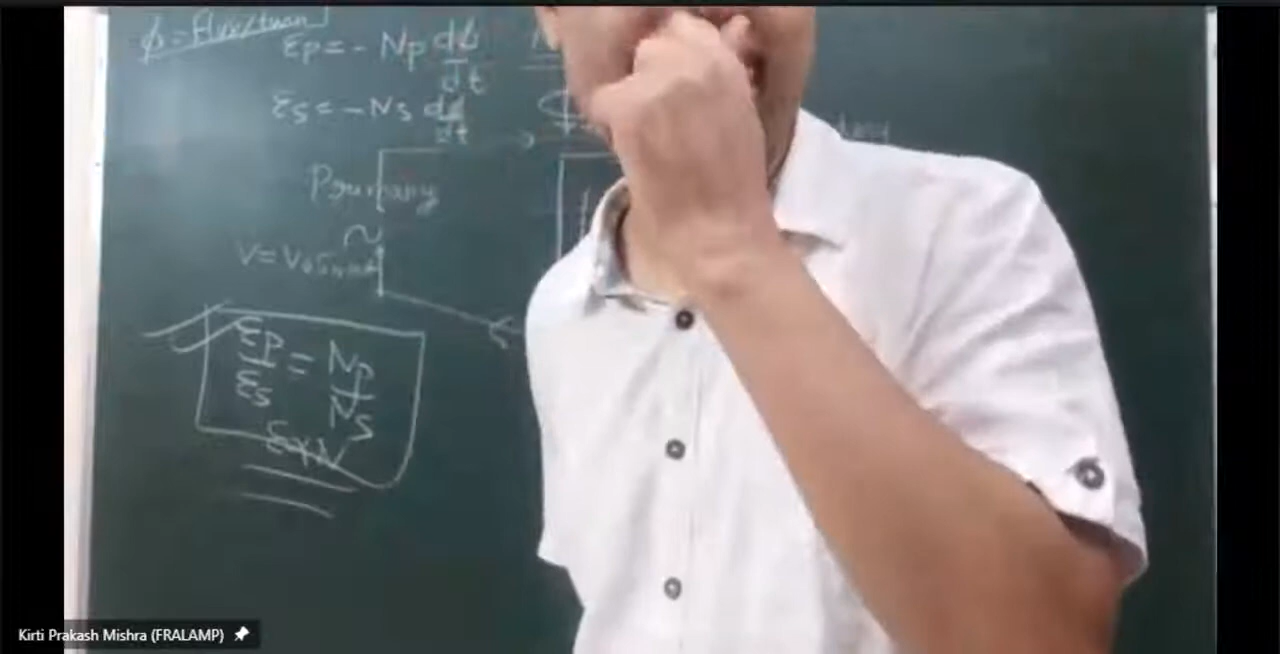 ϕ = Flux/turn
Ep = - Np dϕ/dt
Es = - Ns dϕ/dt
Primary
~
V = V0 Sinωt
Ep/Es = Np/Ns
E ∝ N
Kirti Prakash Mishra (FRALAMP)